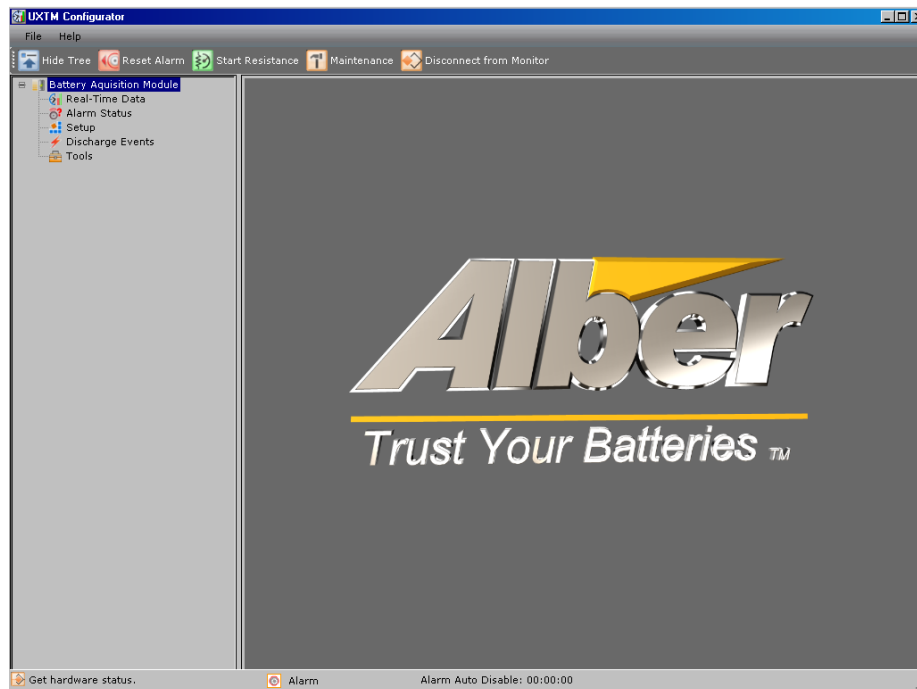 UXTM Configurator
File Help
Hide Tree Reset Alarm Start Resistance Maintenance Disconnect from Monitor
Battery Aquisition Module
Real-Time Data
Alarm Status
Setup
Discharge Events
Tools
Alber
Trust Your Batteries TM
Get hardware status. Alarm Alarm Auto Disable: 00:00:00